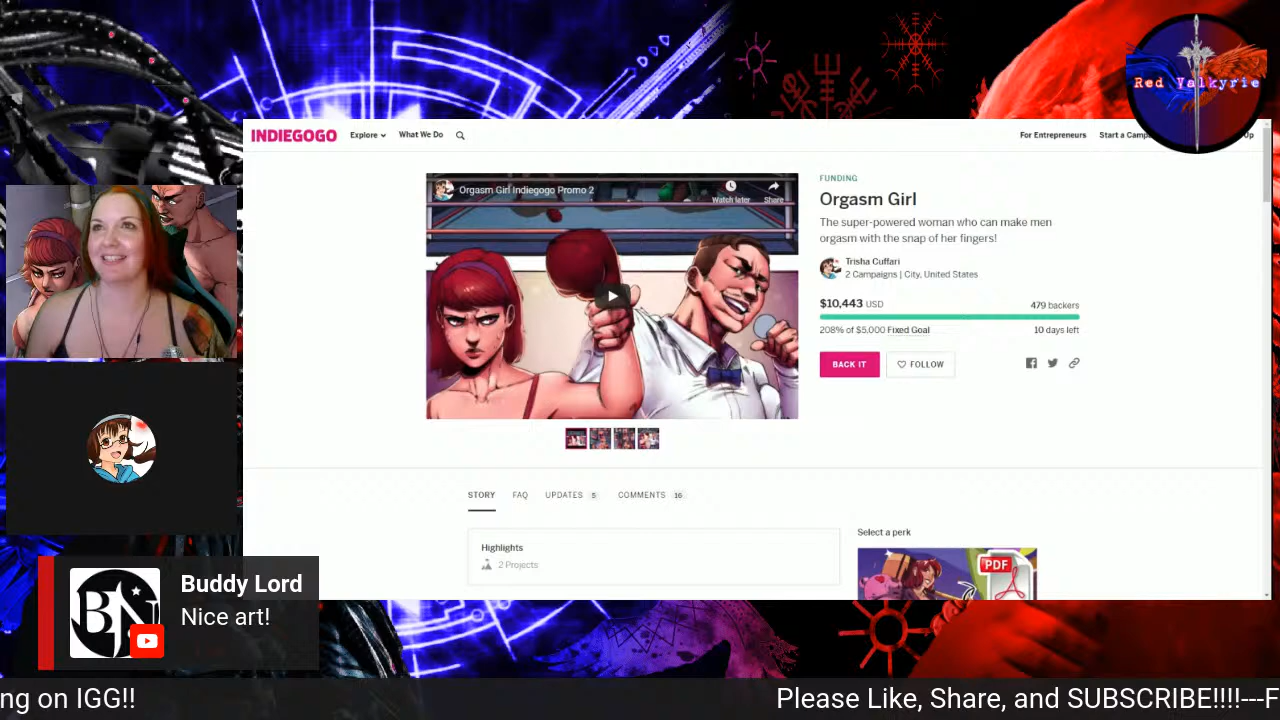 Red Valkyrie
INDIEGOGO
Explore
What We Do
For Entrepreneurs
Start a Camp
Up
Orgasm Girl Indiegogo Promo 2
Watch later
Share
FUNDING
Orgasm Girl
The super-powered woman who can make men
orgasm with the snap of her fingers!
Trisha Cuffari
2 Campaigns | City, United States
$10,443 USD
479 backers
208% of $5,000 Fixed Goal
10 days left
BACK IT
FOLLOW
STORY
FAQ
UPDATES 5
COMMENTS 16
Highlights
2 Projects
Select a perk
PDF
BN
Buddy Lord
Nice art!
ng on IGG!!
Please Like, Share, and SUBSCRIBE!!!!---F